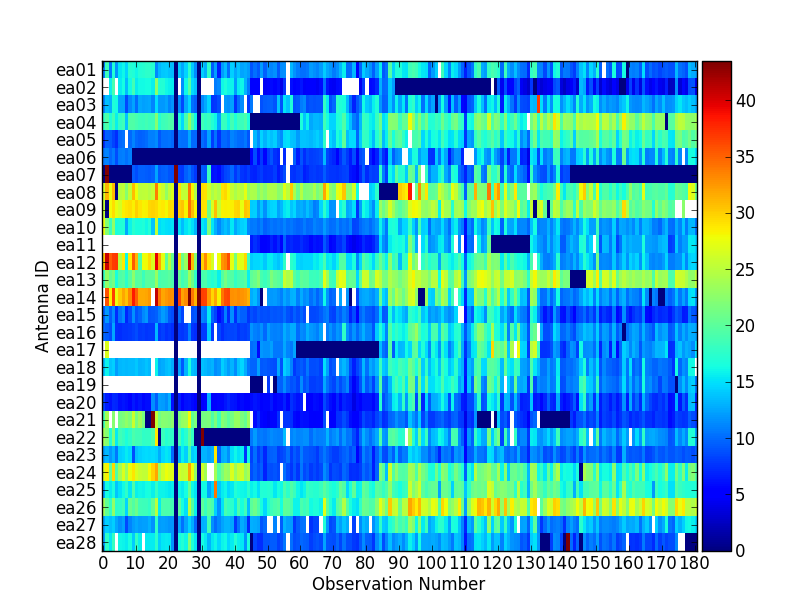 ea01
ea02
ea03
ea04
ea05
ea06
ea07
ea08
ea09
ea10
ea11
ea12
ea13
ea14
ea15
ea16
ea17
ea18
ea19
ea20
ea21
ea22
ea23
ea24
ea25
ea26
ea27
ea28
Antenna ID
0 10 20 30 40 50 60 70 80 90 100 110 120 130 140 150 160 170 180
Observation Number
40
35
30
25
20
15
10
5
0